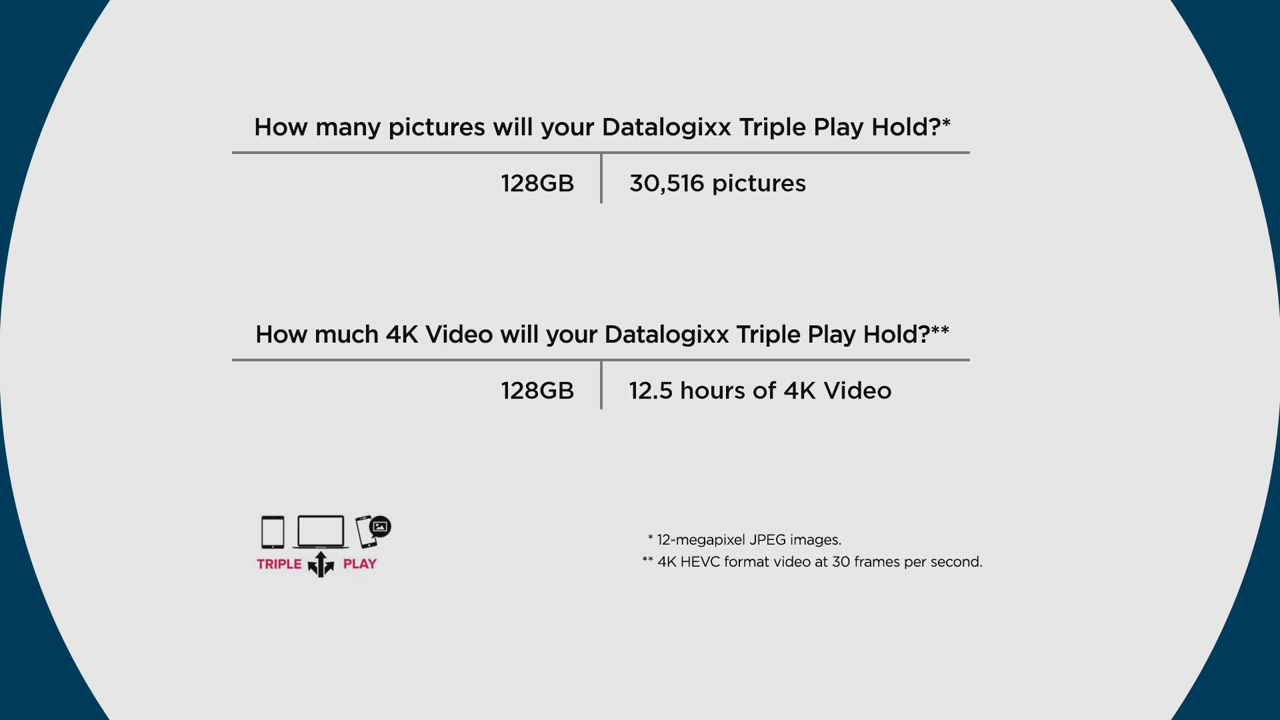 How many pictures will your Datalogixx Triple Play Hold?*
128GB 30,516 pictures
How much 4K Video will your Datalogixx Triple Play Hold?**
128GB 12.5 hours of 4K Video
TRIPLE PLAY
* 12-megapixel JPEG images.
** 4K HEVC format video at 30 frames per second.